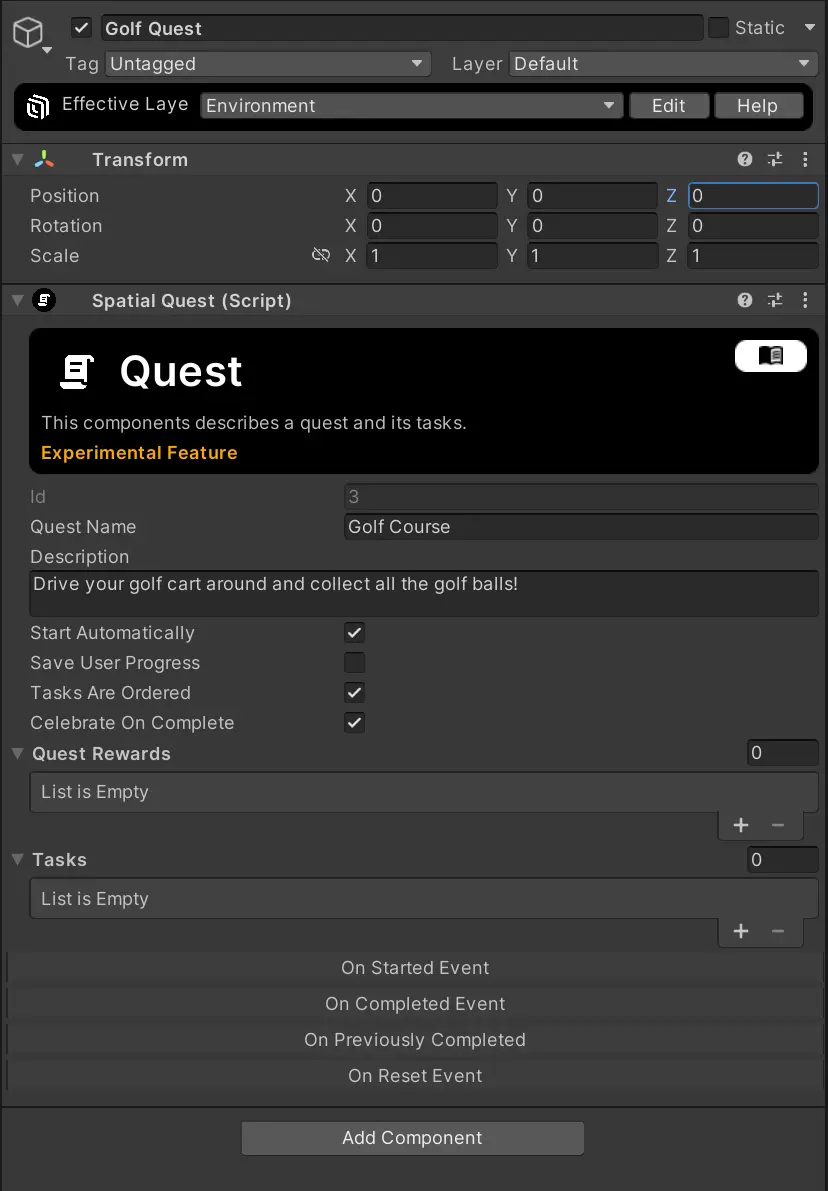 Golf Quest Static
Tag Untagged Layer Default
Effective Laye Environment Edit Help
Transform
Position X 0 Y 0 Z 0
Rotation X 0 Y 0 Z 0
Scale X 1 Y 1 Z 1
Spatial Quest (Script)
Quest
This components describes a quest and its tasks.
Experimental Feature
Id 3
Quest Name Golf Course
Description
Drive your golf cart around and collect all the golf balls!
Start Automatically
Save User Progress
Tasks Are Ordered
Celebrate On Complete
Quest Rewards 0
List is Empty
+ −
Tasks 0
List is Empty
+ −
On Started Event
On Completed Event
On Previously Completed
On Reset Event
Add Component